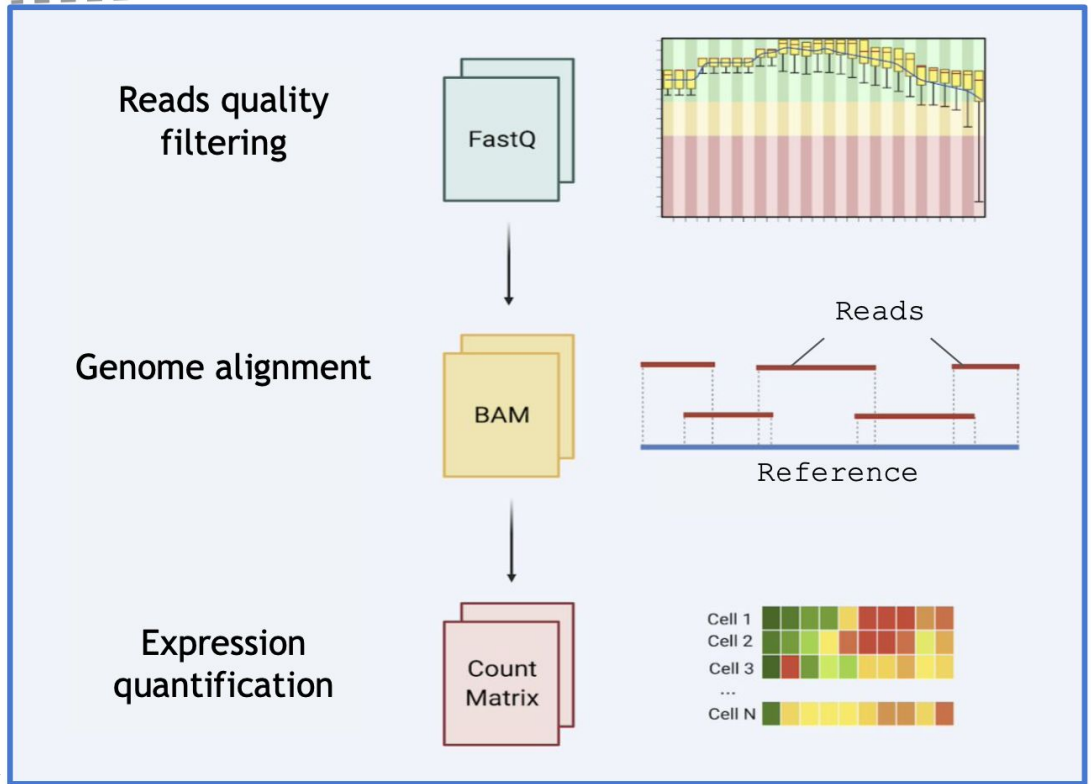 Reads quality
filtering
FastQ
Reads
Genome alignment
BAM
Reference
Expression
quantification
Count
Matrix
Cell 1
Cell 2
Cell 3
...
Cell N